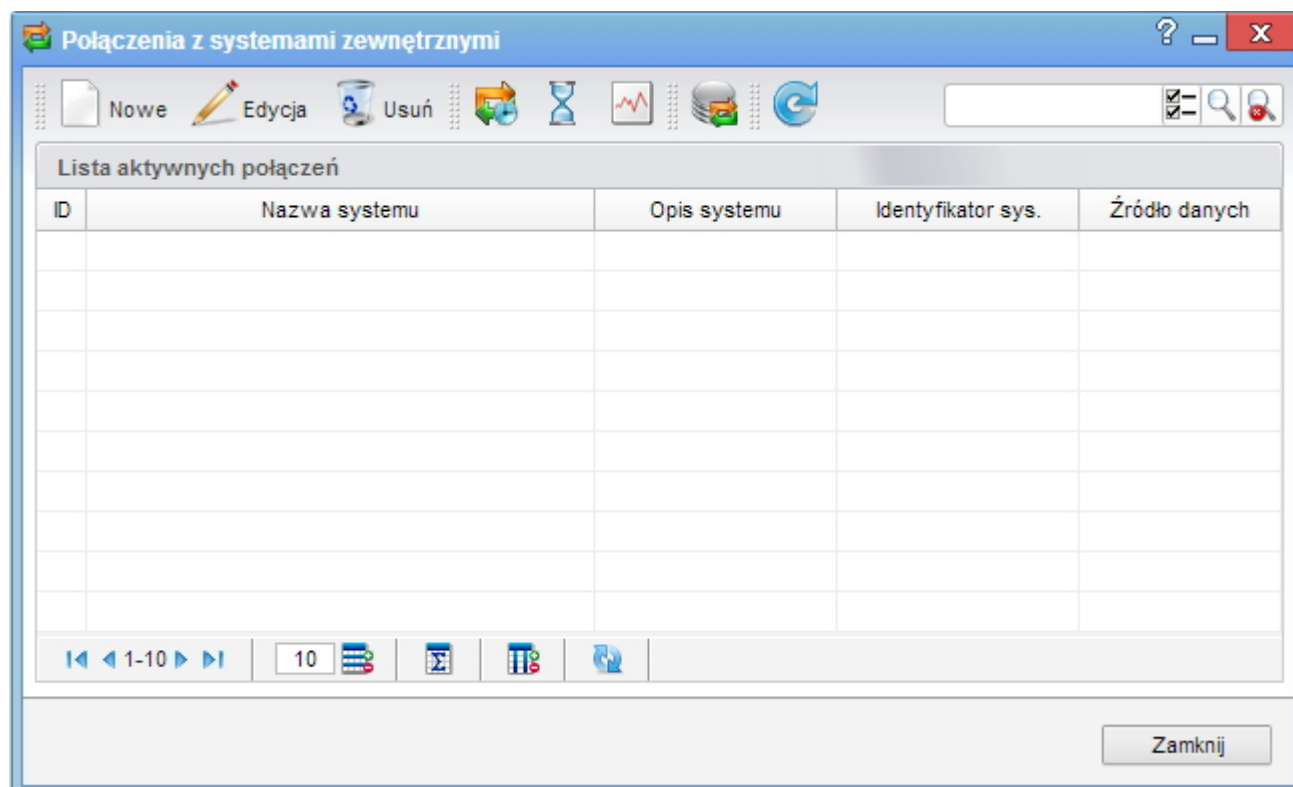 Połączenia z systemami zewnętrznymi
? x
Nowe Edycja Usuń
Lista aktywnych połączeń
ID Nazwa systemu Opis systemu Identyfikator sys. Źródło danych
1-10 10 Σ
Zamknij